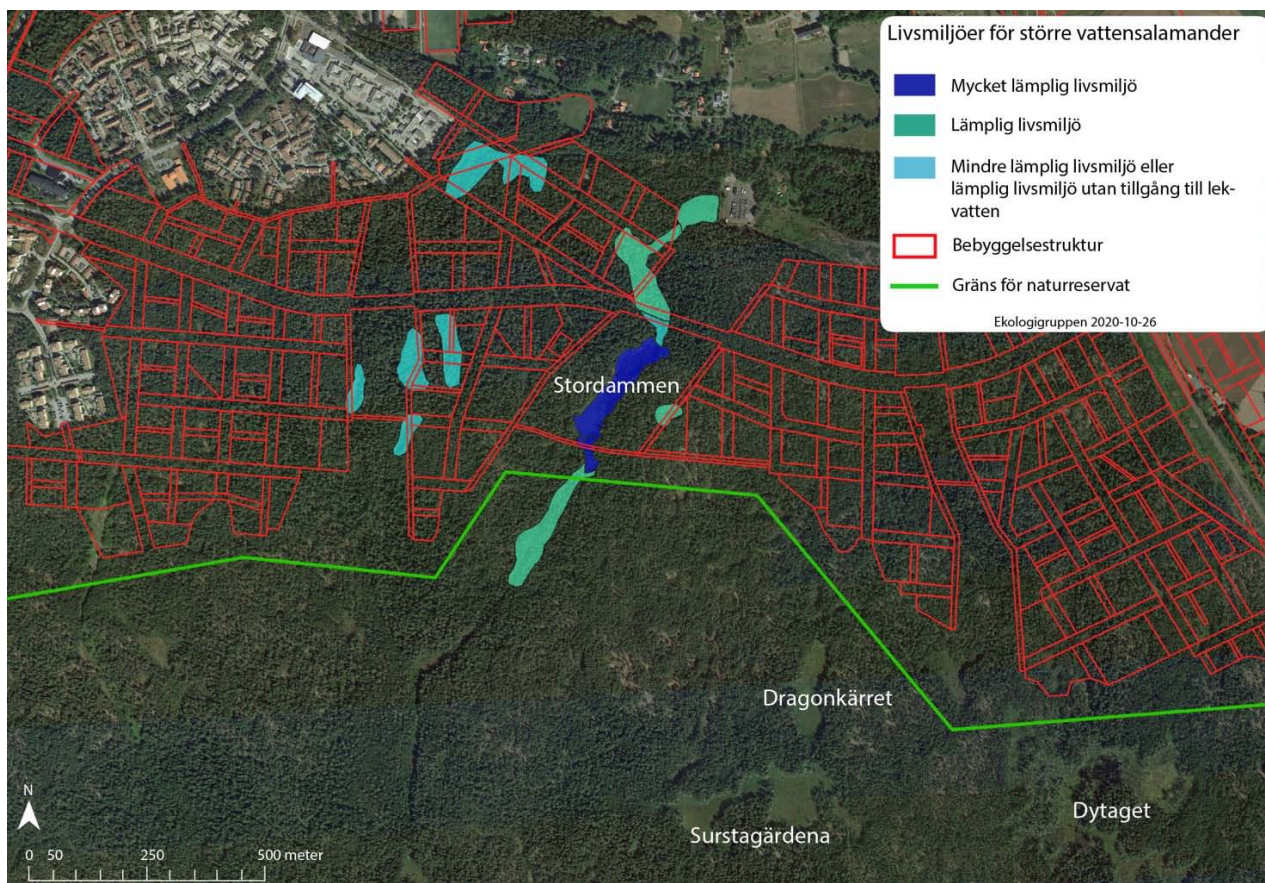 Livsmiljöer för större vattensalamander
Mycket lämplig livsmiljö
Lämplig livsmiljö
Mindre lämplig livsmiljö eller
lämplig livsmiljö utan tillgång till lek-
vatten
Bebyggelsestruktur
Gräns för naturreservat
Ekologigruppen 2020-10-26
Stordammen
Dragonkärret
Dytaget
Surstagärdena
N
0 50 250 500 meter